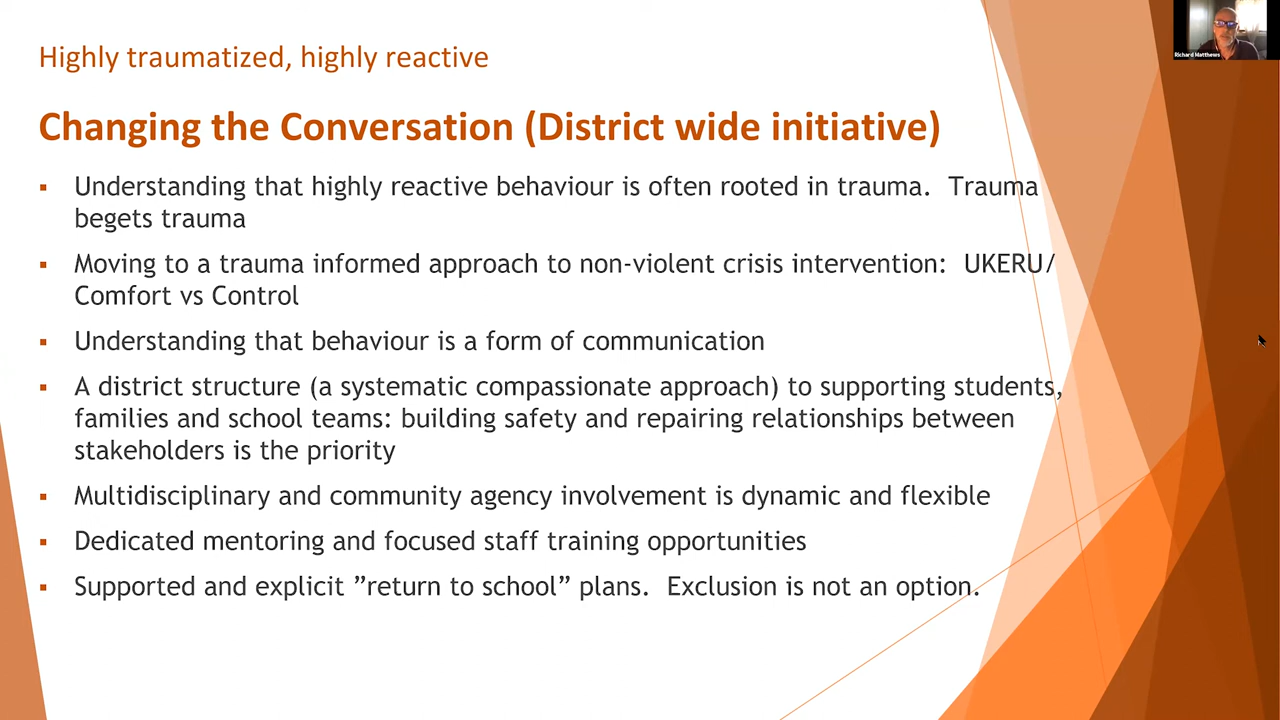 Highly traumatized, highly reactive
Changing the Conversation (District wide initiative)
▪ Understanding that highly reactive behaviour is often rooted in trauma.  Trauma
begets trauma
▪ Moving to a trauma informed approach to non-violent crisis intervention:  UKERU/
Comfort vs Control
▪ Understanding that behaviour is a form of communication
▪ A district structure (a systematic compassionate approach) to supporting students,
families and school teams: building safety and repairing relationships between
stakeholders is the priority
▪ Multidisciplinary and community agency involvement is dynamic and flexible
▪ Dedicated mentoring and focused staff training opportunities
▪ Supported and explicit ”return to school” plans.  Exclusion is not an option.
Richard Matthews